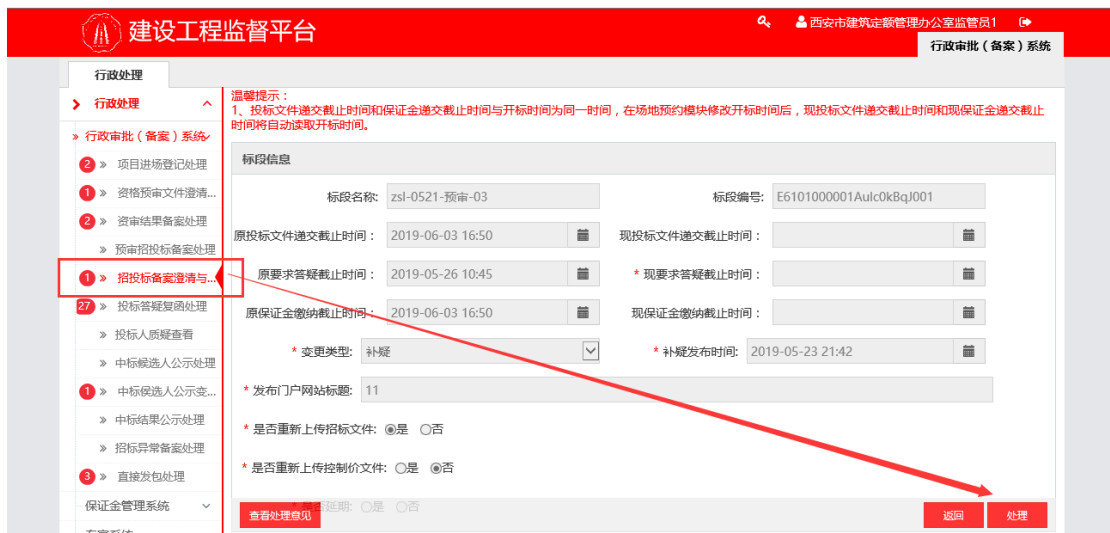 建设工程监督平台
西安市建筑定额管理办公室监管员1
行政审批（备案）系统
行政处理
行政处理
行政审批（备案）系统
2 项目进场登记处理
1 资格预审文件澄清...
2 资审结果备案处理
预审招投标备案处理
1 招投标备案澄清与...
27 投标答疑复函处理
投标人质疑查看
中标候选人公示处理
1 中标侯选人公示变...
中标结果公示处理
招标异常备案处理
3 直接发包处理
保证金管理系统
温馨提示：
1、投标文件递交截止时间和保证金递交截止时间与开标时间为同一时间，在场地预约模块修改开标时间后，现投标文件递交截止时间和现保证金递交截止
时间将自动读取开标时间。
标段信息
标段名称: zsl-0521-预审-03 标段编号: E6101000001Aulc0kBqJ001
原投标文件递交截止时间： 2019-06-03 16:50 现投标文件递交截止时间：
原要求答疑截止时间： 2019-05-26 10:45 * 现要求答疑截止时间：
原保证金缴纳截止时间： 2019-06-03 16:50 现保证金缴纳截止时间：
* 变更类型: 补疑 * 补疑发布时间: 2019-05-23 21:42
* 发布门户网站标题: 11
* 是否重新上传招标文件: 是 否
* 是否重新上传控制价文件: 是 否
是否延期: 是 否
查看处理意见 返回 处理